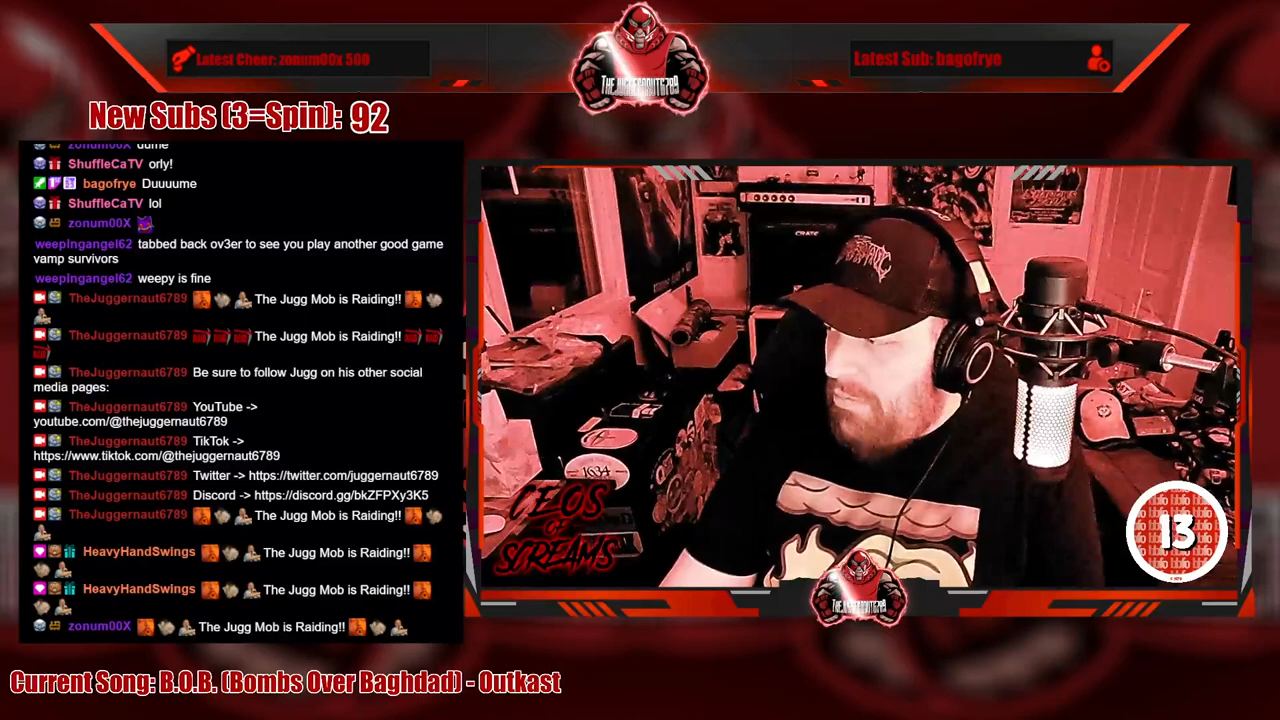 Latest Cheer: zonum00x 500
THEJUGGERNAUT6789
Latest Sub: bagofrye
New Subs (3=Spin): 92
zonum00X dume
ShuffleCaTV orly!
bagofrye Duuuume
ShuffleCaTV lol
zonum00X
weepIngangel62 tabbed back ov3er to see you play another good game
vamp survivors
weepIngangel62 weepy is fine
TheJuggernaut6789 The Jugg Mob is Raiding!!
TheJuggernaut6789 The Jugg Mob is Raiding!!
TheJuggernaut6789 Be sure to follow Jugg on his other social
media pages:
TheJuggernaut6789 YouTube ->
youtube.com/@thejuggernaut6789
TheJuggernaut6789 TikTok ->
https://www.tiktok.com/@thejuggernaut6789
TheJuggernaut6789 Twitter -> https://twitter.com/juggernaut6789
TheJuggernaut6789 Discord -> https://discord.gg/bkZFPXy3K5
TheJuggernaut6789 The Jugg Mob is Raiding!!
HeavyHandSwings The Jugg Mob is Raiding!!
HeavyHandSwings The Jugg Mob is Raiding!!
zonum00X The Jugg Mob is Raiding!!
CRATE
1634
CEOS
OF
SCREAMS
13
THEJUGGERNAUT6789
Current Song: B.O.B. (Bombs Over Baghdad) - Outkast